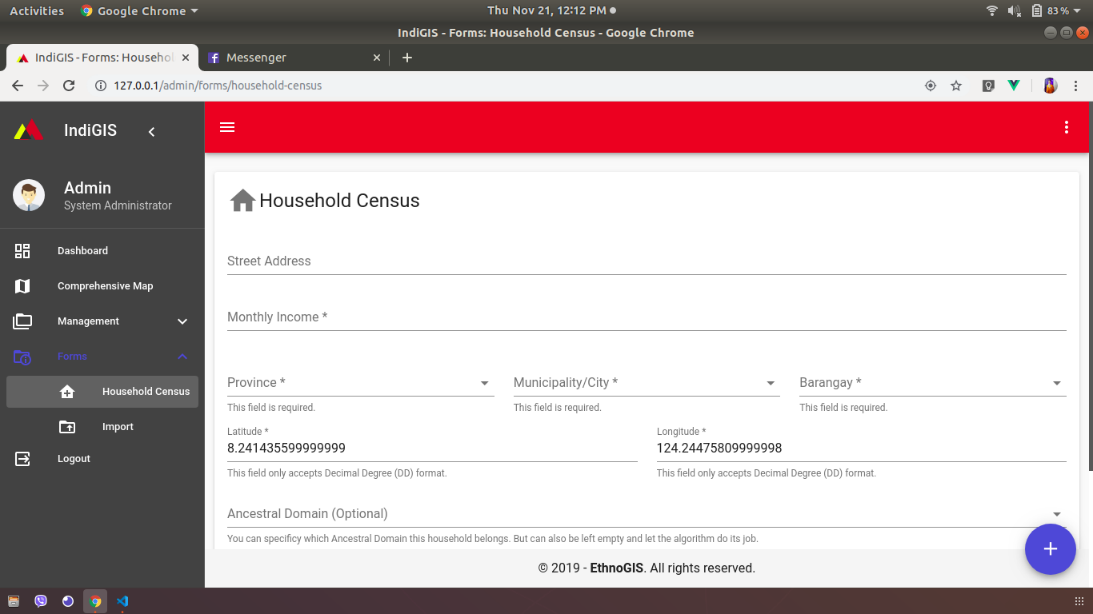 Activities Google Chrome Thu Nov 21, 12:12 PM 83 %
IndiGIS - Forms: Household Census - Google Chrome
IndiGIS - Forms: Househol Messenger
127.0.0.1/admin/forms/household-census
IndiGIS
Admin
System Administrator
Dashboard
Comprehensive Map
Management
Forms
Household Census
Import
Logout
Household Census
Street Address
Monthly Income *
Province * Municipality/City * Barangay *
This field is required. This field is required. This field is required.
Latitude * Longitude *
8.241435599999999 124.24475809999998
This field only accepts Decimal Degree (DD) format. This field only accepts Decimal Degree (DD) format.
Ancestral Domain (Optional)
You can specificy which Ancestral Domain this household belongs. But can also be left empty and let the algorithm do its job.
© 2019 - EthnoGIS. All rights reserved.